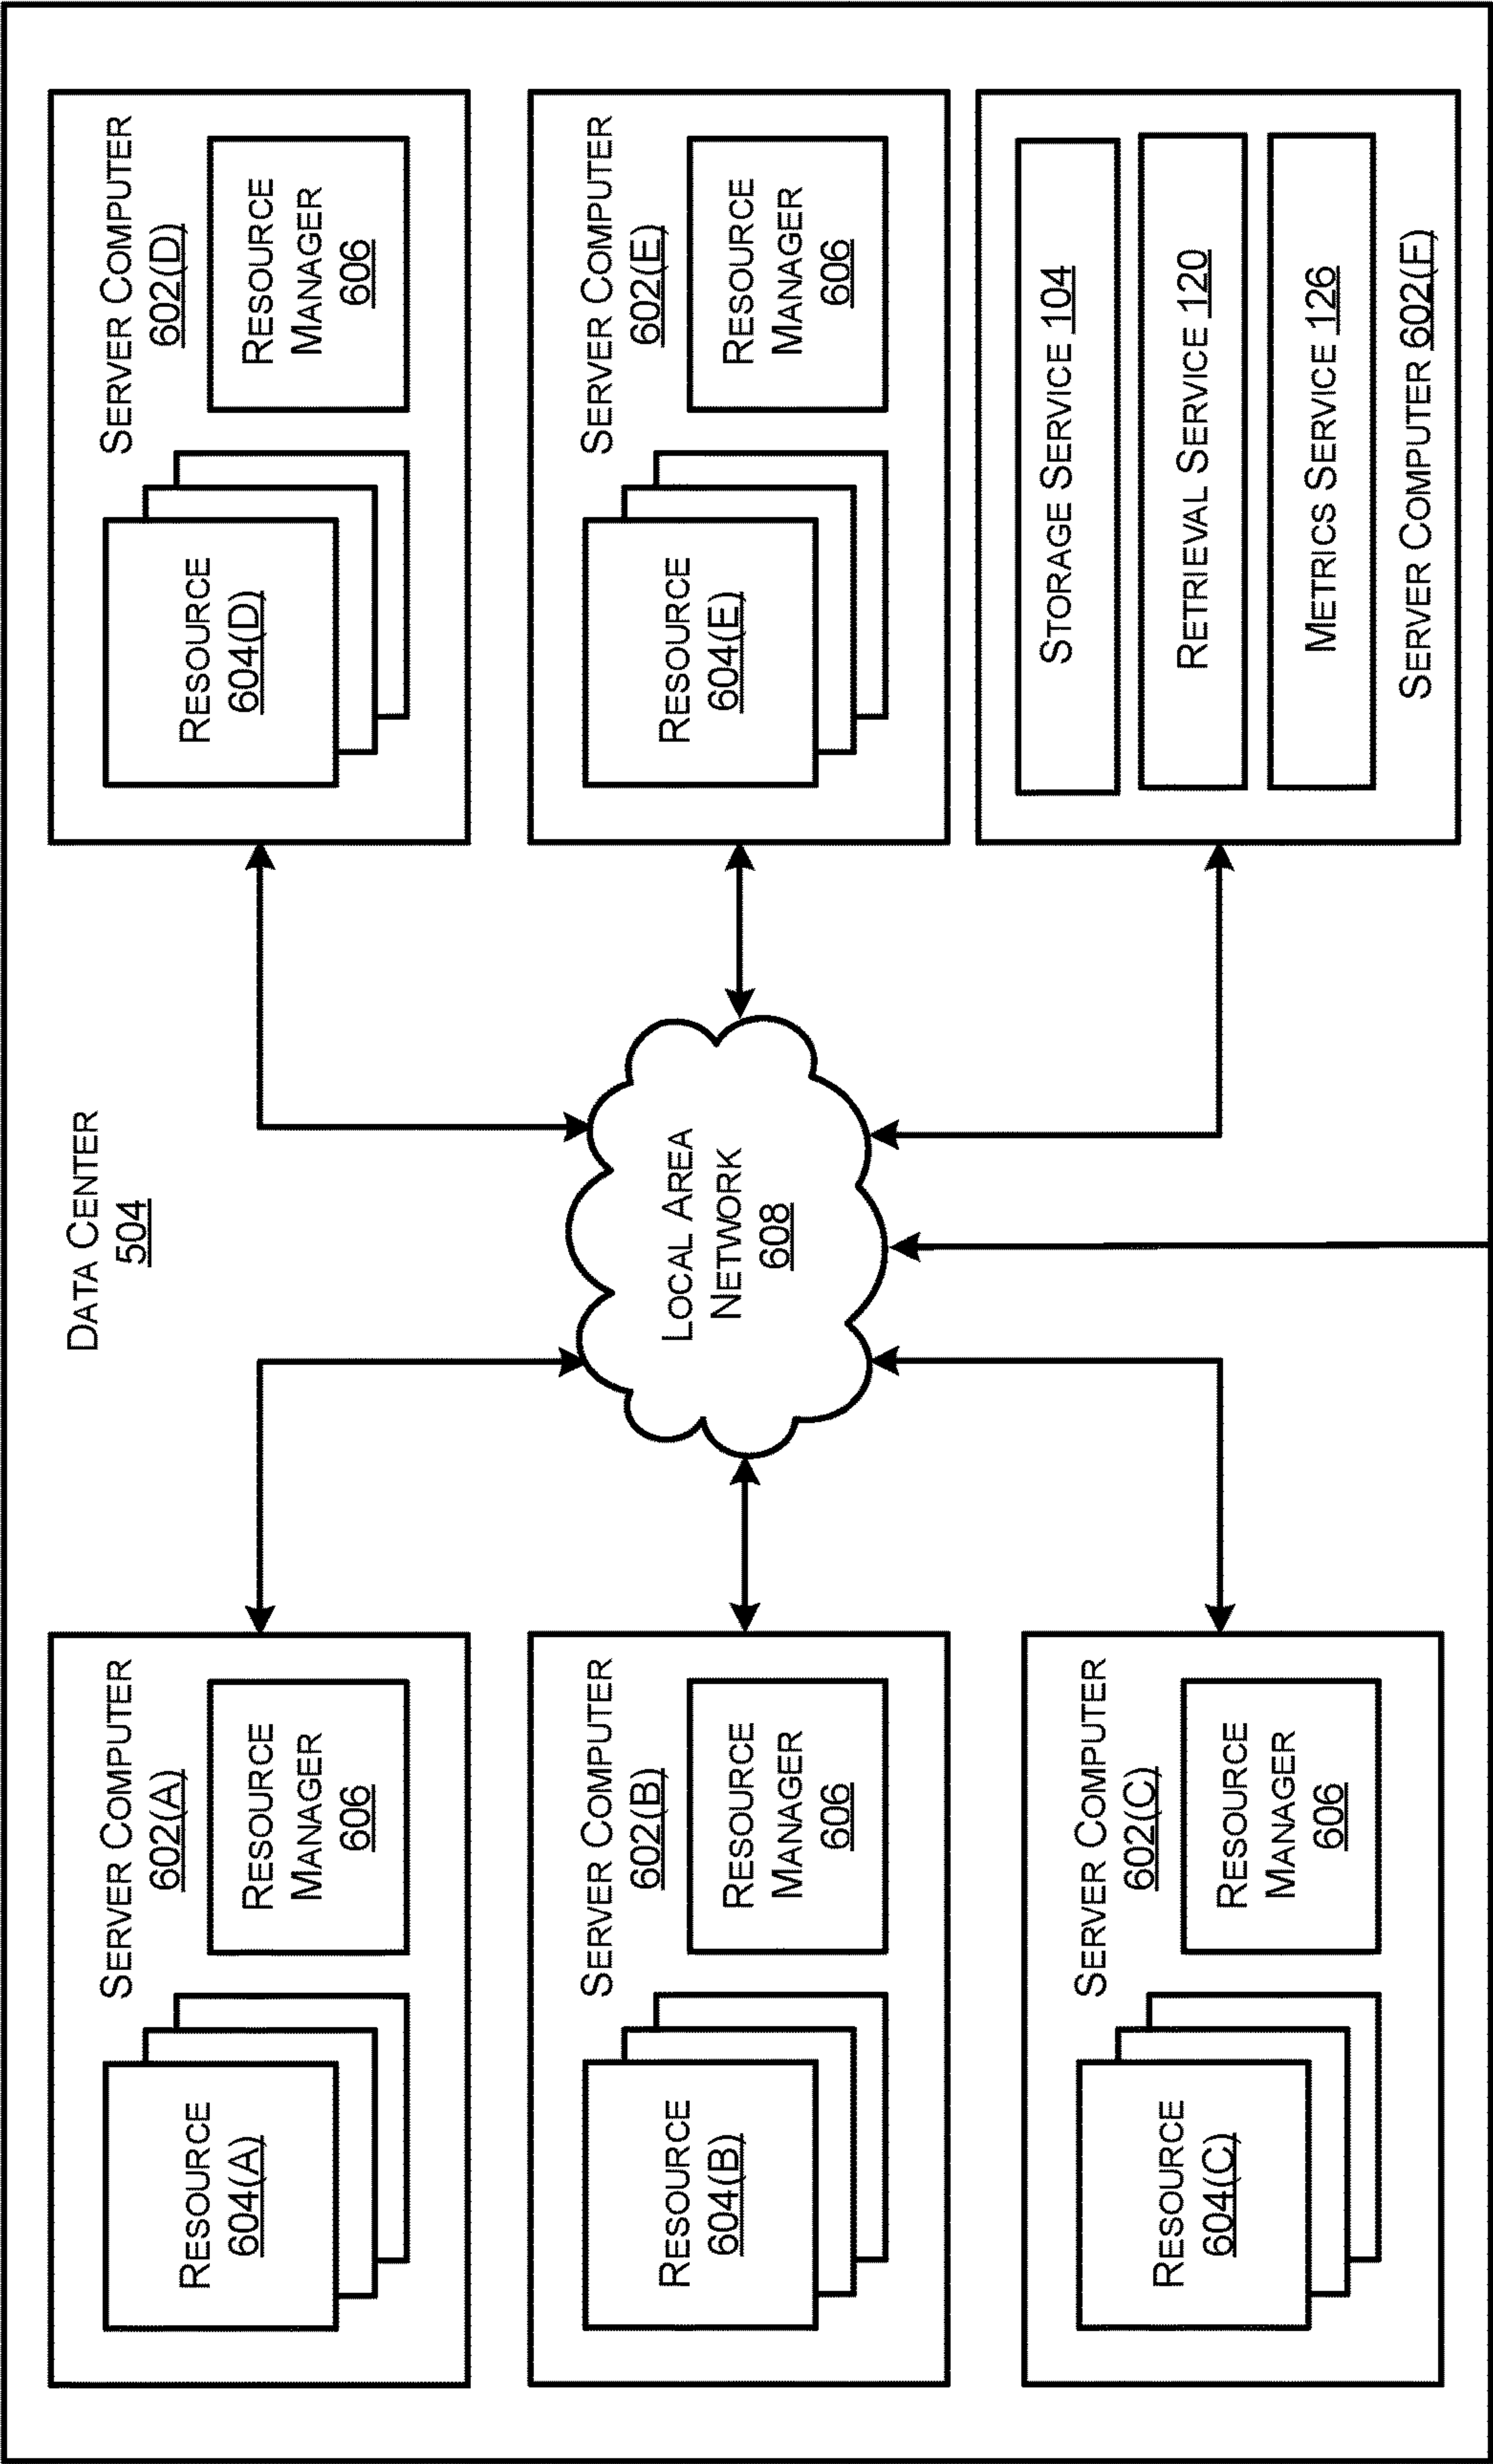 DATA CENTER
504
SERVER COMPUTER
602(A)
RESOURCE
604(A)
RESOURCE
MANAGER
606
SERVER COMPUTER
602(B)
RESOURCE
604(B)
RESOURCE
MANAGER
606
SERVER COMPUTER
602(C)
RESOURCE
604(C)
RESOURCE
MANAGER
606
LOCAL AREA
NETWORK
608
SERVER COMPUTER
602(D)
RESOURCE
604(D)
RESOURCE
MANAGER
606
SERVER COMPUTER
602(E)
RESOURCE
604(E)
RESOURCE
MANAGER
606
STORAGE SERVICE 104
RETRIEVAL SERVICE 120
METRICS SERVICE 126
SERVER COMPUTER 602(F)